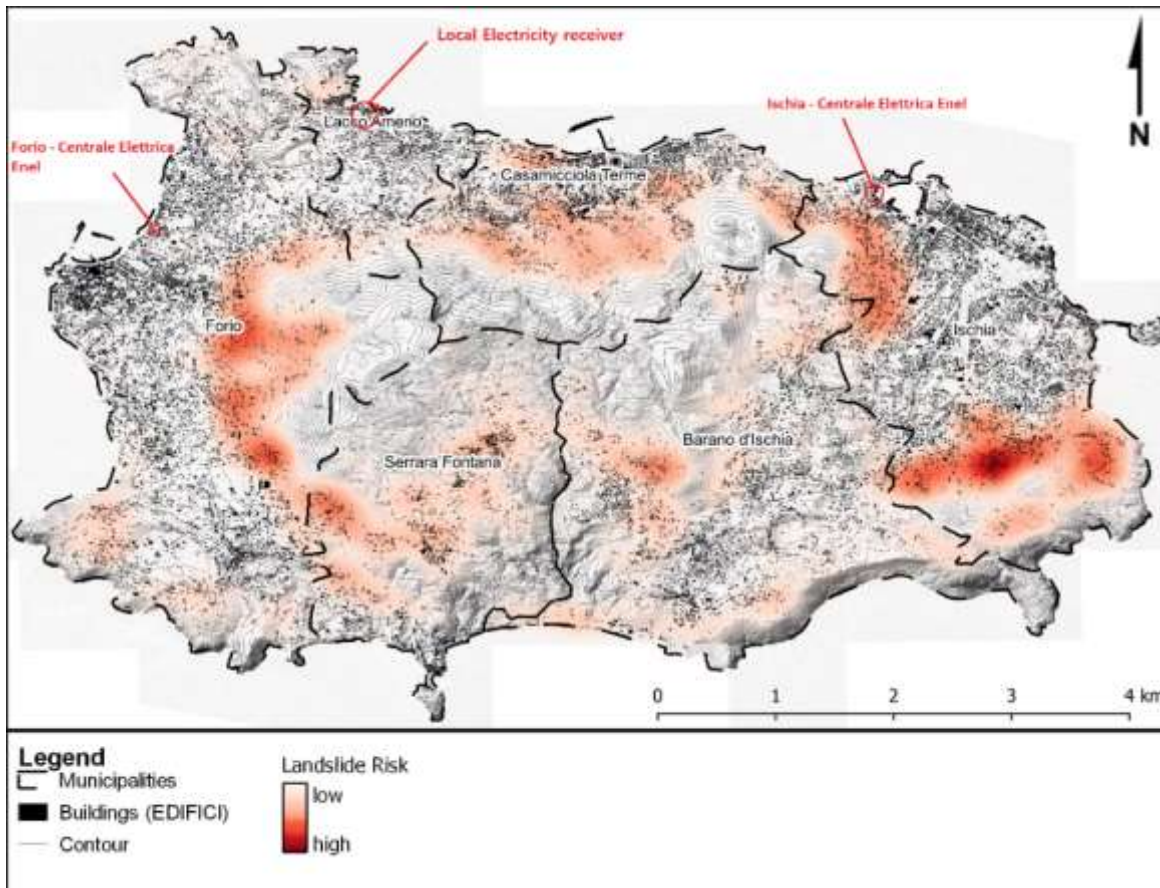 Local Electricity receiver
Ischia - Centrale Elettrica Enel
N
Lacco Ameno
Forio - Centrale Elettrica
Enel
Casamicciola Terme
Forio
Ischia
Barano d'Ischia
Serrara Fontana
0 1 2 3 4 km
Legend
Municipalities
Buildings (EDIFICI)
Contour
Landslide Risk
low
high